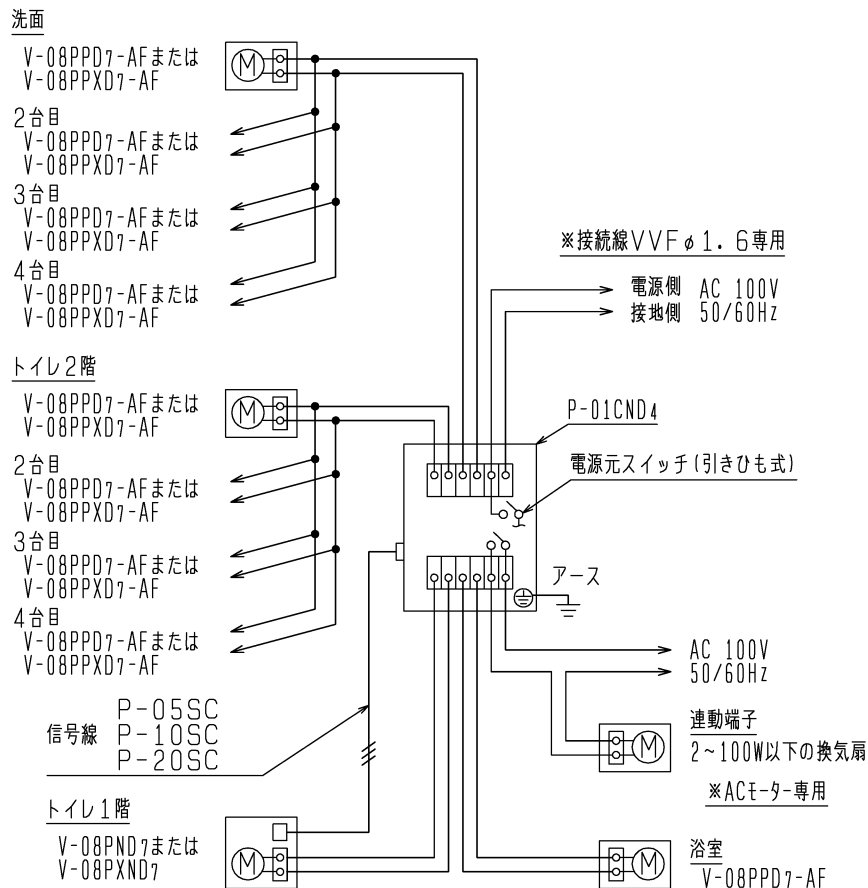 洗面
V-08PPD7-AFまたは
V-08PPXD7-AF
M
2台目
V-08PPD7-AFまたは
V-08PPXD7-AF
3台目
V-08PPD7-AFまたは
V-08PPXD7-AF
4台目
V-08PPD7-AFまたは
V-08PPXD7-AF
※接続線VVFφ1.6専用
電源側 AC 100V
接地側 50/60Hz
トイレ2階
V-08PPD7-AFまたは
V-08PPXD7-AF
M
2台目
V-08PPD7-AFまたは
V-08PPXD7-AF
3台目
V-08PPD7-AFまたは
V-08PPXD7-AF
4台目
V-08PPD7-AFまたは
V-08PPXD7-AF
P-01CND4
電源元スイッチ(引きひも式)
アース
AC 100V
50/60Hz
連動端子
2~100W以下の換気扇
※ACモーター専用
M
信号線
P-05SC
P-10SC
P-20SC
トイレ1階
V-08PND7または
V-08PXND7
M
M
浴室
V-08PPD7-AF